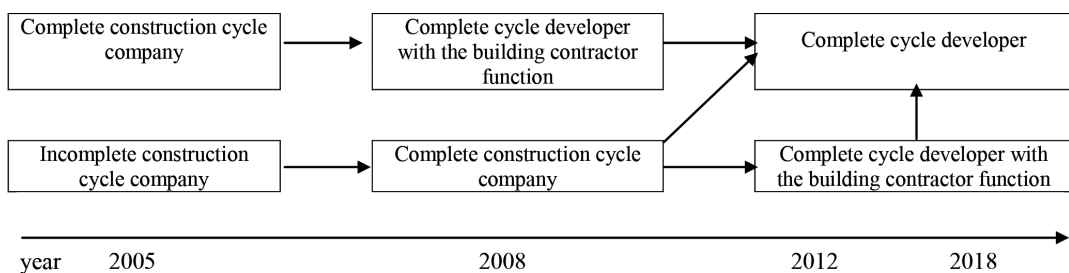 Complete construction cycle
company
Complete cycle developer
with the building contractor
function
Complete cycle developer
Incomplete construction
cycle company
Complete construction cycle
company
Complete cycle developer with
the building contractor function
year 2005 2008 2012 2018